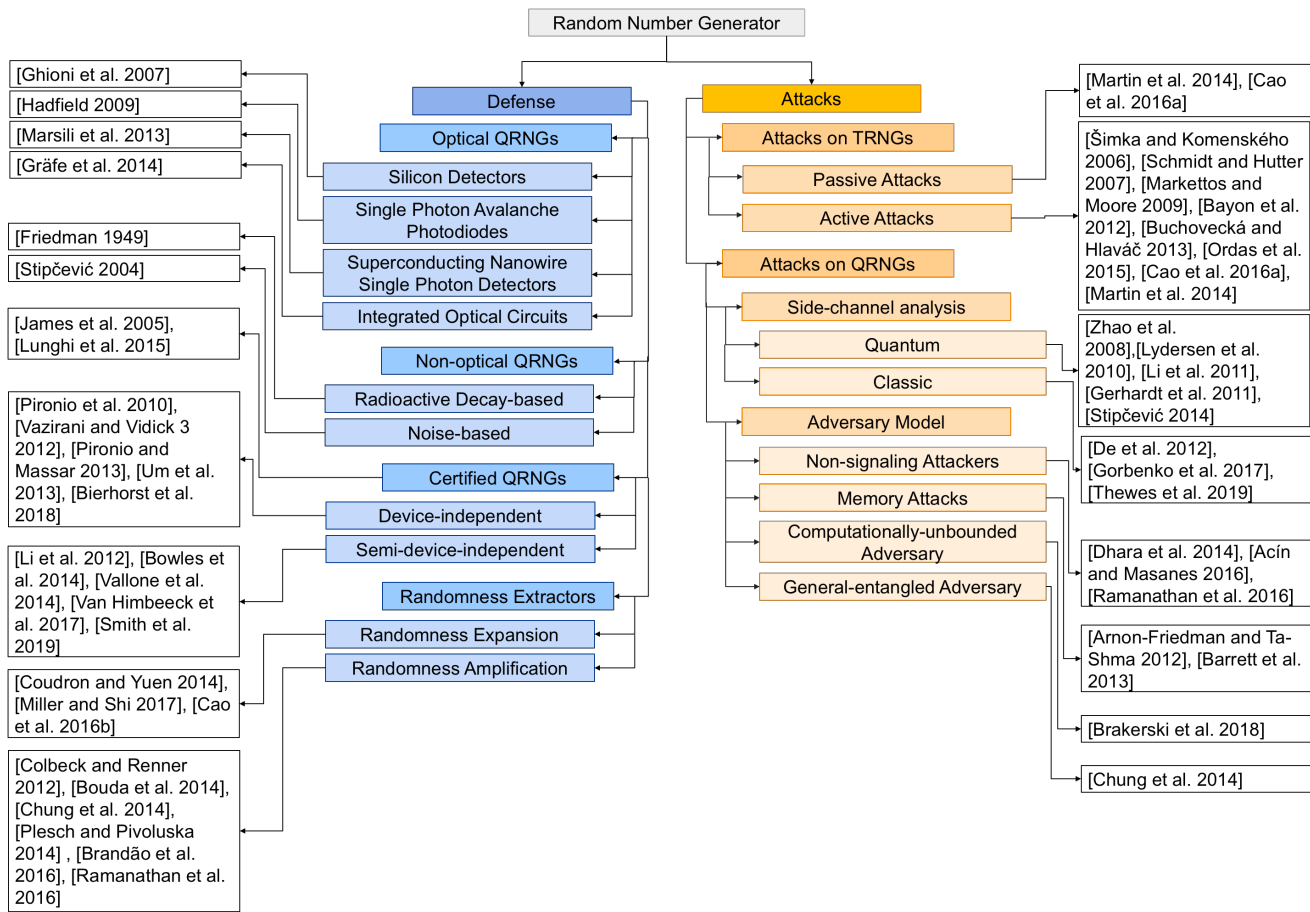 Random Number Generator
[Ghioni et al. 2007]
[Hadfield 2009]
[Marsili et al. 2013]
[Gräfe et al. 2014]
[Friedman 1949]
[Stipčević 2004]
[James et al. 2005],
[Lunghi et al. 2015]
[Pironio et al. 2010],
[Vazirani and Vidick 3
2012], [Pironio and
Massar 2013], [Um et al.
2013], [Bierhorst et al.
2018]
[Li et al. 2012], [Bowles
et al. 2014], [Vallone et al.
2014], [Van Himbeeck et
al. 2017], [Smith et al.
2019]
[Coudron and Yuen 2014],
[Miller and Shi 2017], [Cao
et al. 2016b]
[Colbeck and Renner
2012], [Bouda et al. 2014],
[Chung et al. 2014],
[Plesch and Pivoluska
2014] , [Brandão et al.
2016], [Ramanathan et al.
2016]
Defense
Optical QRNGs
Silicon Detectors
Single Photon Avalanche
Photodiodes
Superconducting Nanowire
Single Photon Detectors
Integrated Optical Circuits
Non-optical QRNGs
Radioactive Decay-based
Noise-based
Certified QRNGs
Device-independent
Semi-device-independent
Randomness Extractors
Randomness Expansion
Randomness Amplification
Attacks
Attacks on TRNGs
Passive Attacks
Active Attacks
Attacks on QRNGs
Side-channel analysis
Quantum
Classic
Adversary Model
Non-signaling Attackers
Memory Attacks
Computationally-unbounded
Adversary
General-entangled Adversary
[Martin et al. 2014], [Cao
et al. 2016a]
[Šimka and Komenského
2006], [Schmidt and Hutter
2007], [Markettos and
Moore 2009], [Bayon et al.
2012], [Buchovecká and
Hlaváč 2013], [Ordas et al.
2015], [Cao et al. 2016a],
[Martin et al. 2014]
[Zhao et al.
2008],[Lydersen et al.
2010], [Li et al. 2011],
[Gerhardt et al. 2011],
[Stipčević 2014]
[De et al. 2012],
[Gorbenko et al. 2017],
[Thewes et al. 2019]
[Dhara et al. 2014], [Acín
and Masanes 2016],
[Ramanathan et al. 2016]
[Arnon-Friedman and Ta-
Shma 2012], [Barrett et al.
2013]
[Brakerski et al. 2018]
[Chung et al. 2014]